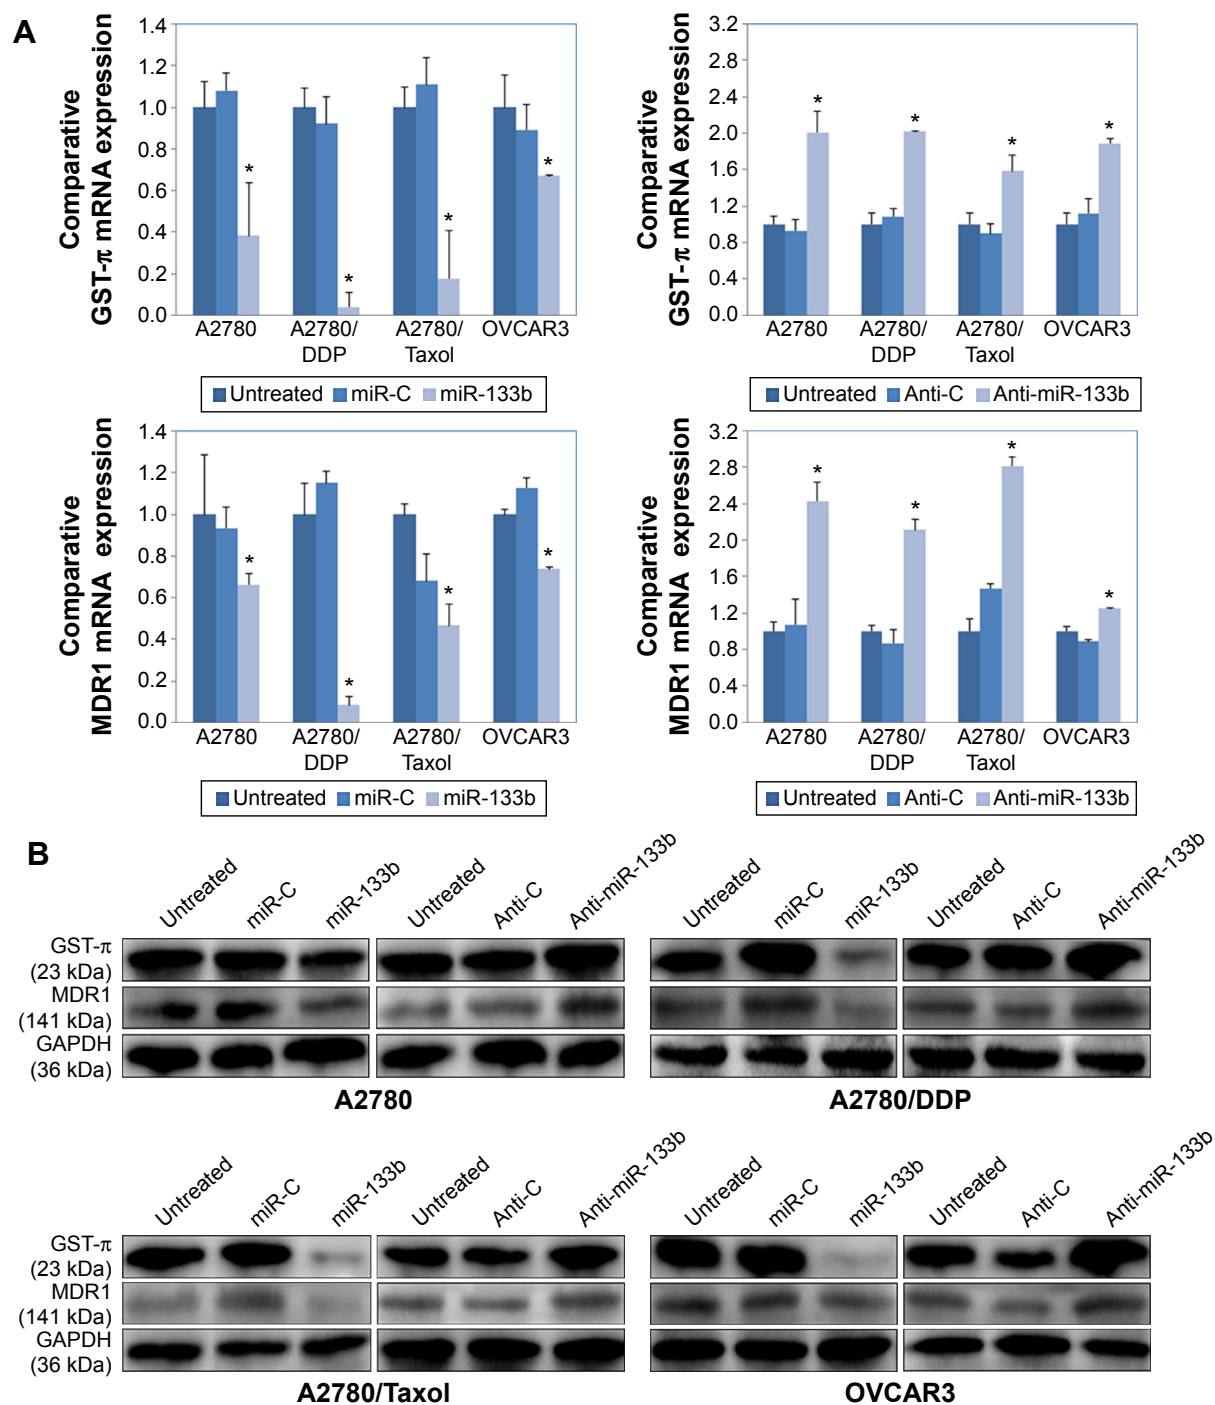 A
Comparative
GST-π mRNA expression
1.4
1.2
1.0
0.8
0.6
0.4
0.2
0.0
*
*
*
*
A2780
A2780/
DDP
A2780/
Taxol
OVCAR3
Untreated miR-C miR-133b
Comparative
GST-π mRNA expression
3.2
2.8
2.4
2.0
1.6
1.2
0.8
0.4
0.0
*
*
*
*
A2780
A2780/
DDP
A2780/
Taxol
OVCAR3
Untreated Anti-C Anti-miR-133b
Comparative
MDR1 mRNA expression
1.4
1.2
1.0
0.8
0.6
0.4
0.2
0.0
*
*
*
*
A2780
A2780/
DDP
A2780/
Taxol
OVCAR3
Untreated miR-C miR-133b
Comparative
MDR1 mRNA expression
3.2
2.8
2.4
2.0
1.6
1.2
0.8
0.4
0.0
*
*
*
*
A2780
A2780/
DDP
A2780/
Taxol
OVCAR3
Untreated Anti-C Anti-miR-133b
B
Untreated miR-C miR-133b Untreated Anti-C Anti-miR-133b
Untreated miR-C miR-133b Untreated Anti-C Anti-miR-133b
GST-π
(23 kDa)
MDR1
(141 kDa)
GAPDH
(36 kDa)
A2780
A2780/DDP
Untreated miR-C miR-133b Untreated Anti-C Anti-miR-133b
Untreated miR-C miR-133b Untreated Anti-C Anti-miR-133b
GST-π
(23 kDa)
MDR1
(141 kDa)
GAPDH
(36 kDa)
A2780/Taxol
OVCAR3